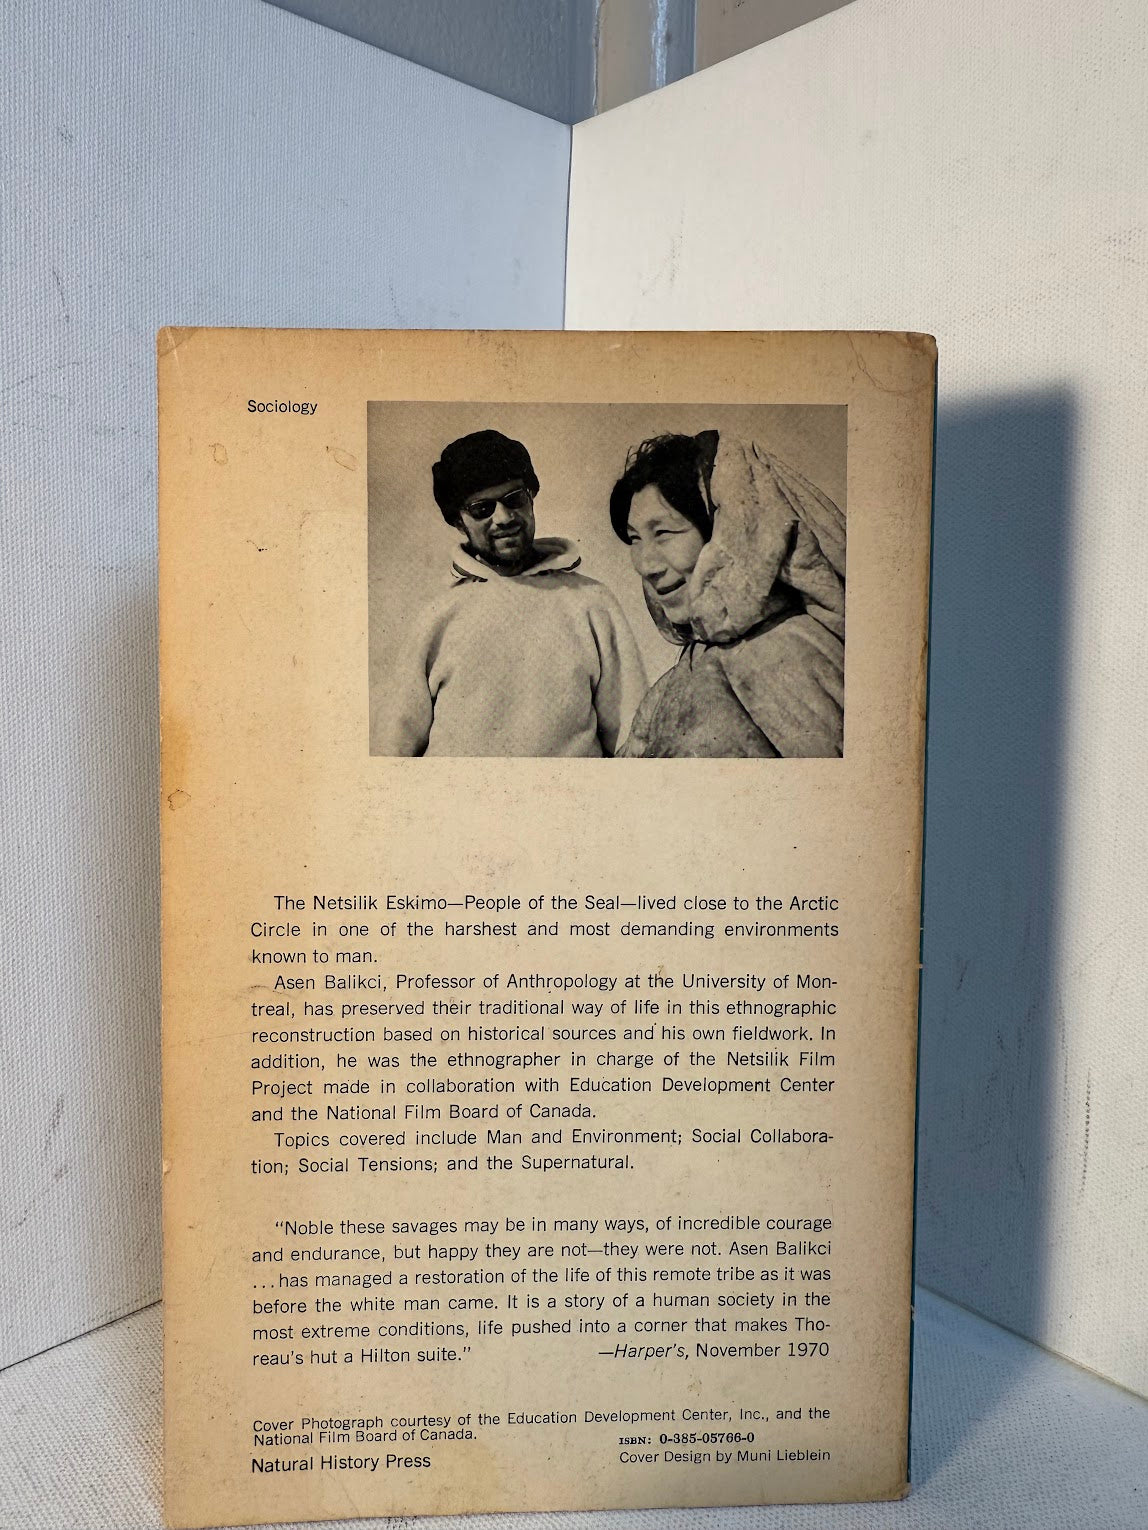 Sociology
The Netsilik Eskimo—People of the Seal—lived close to the Arctic
Circle in one of the harshest and most demanding environments
known to man.
Asen Balikci, Professor of Anthropology at the University of Mon-
treal, has preserved their traditional way of life in this ethnographic
reconstruction based on historical sources and his own fieldwork. In
addition, he was the ethnographer in charge of the Netsilik Film
Project made in collaboration with Education Development Center
and the National Film Board of Canada.
Topics covered include Man and Environment; Social Collabora-
tion; Social Tensions; and the Supernatural.
“Noble these savages may be in many ways, of incredible courage
and endurance, but happy they are not—they were not. Asen Balikci
...has managed a restoration of the life of this remote tribe as it was
before the white man came. It is a story of a human society in the
most extreme conditions, life pushed into a corner that makes Tho-
reau's hut a Hilton suite.” —Harper's, November 1970
Cover Photograph courtesy of the Education Development Center, Inc., and the
National Film Board of Canada.
ISBN: 0-385-05766-0
Natural History Press
Cover Design by Muni Lieblein